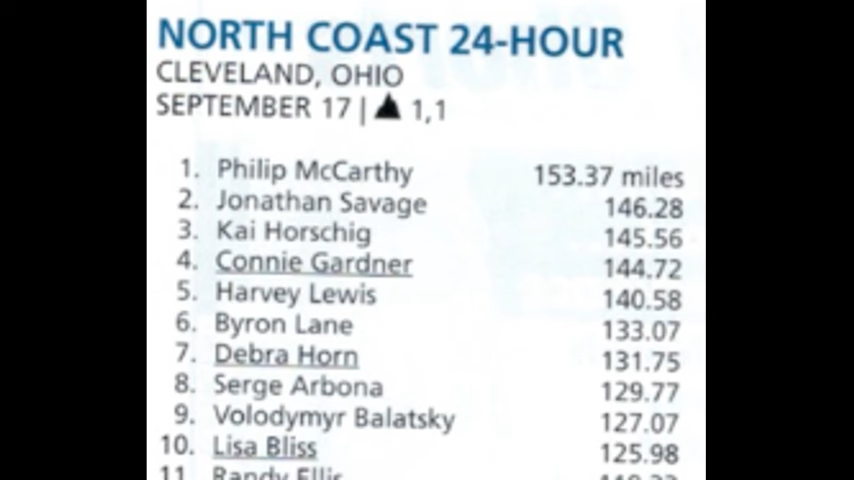 NORTH COAST 24-HOUR
CLEVELAND, OHIO
SEPTEMBER 17 | ▲ 1,1
1. Philip McCarthy 153.37 miles
2. Jonathan Savage 146.28
3. Kai Horschig 145.56
4. Connie Gardner 144.72
5. Harvey Lewis 140.58
6. Byron Lane 133.07
7. Debra Horn 131.75
8. Serge Arbona 129.77
9. Volodymyr Balatsky 127.07
10. Lisa Bliss 125.98
11. Randy Ellis